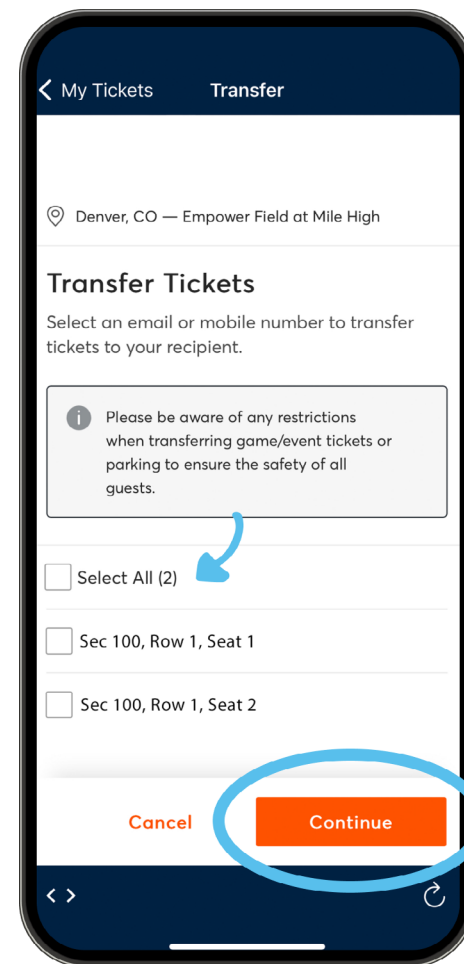 My Tickets Transfer
Denver, CO — Empower Field at Mile High
Transfer Tickets
Select an email or mobile number to transfer
tickets to your recipient.
Please be aware of any restrictions
when transferring game/event tickets or
parking to ensure the safety of all
guests.
Select All (2)
Sec 100, Row 1, Seat 1
Sec 100, Row 1, Seat 2
Cancel Continue